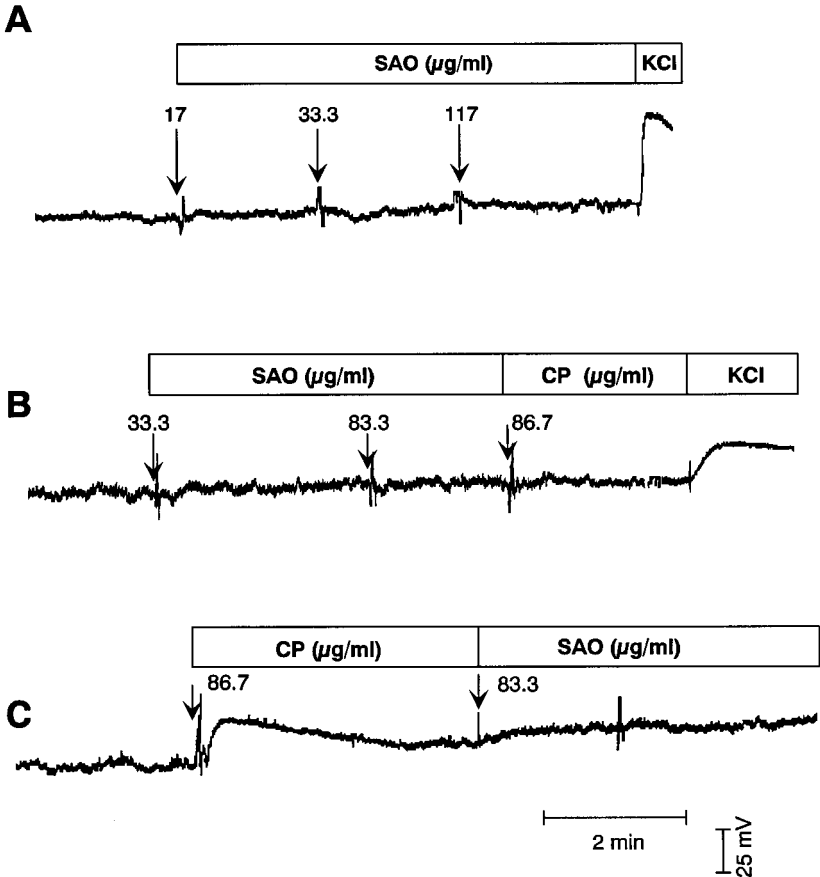 A
SAO (µg/ml) KCl
17 33.3 117
SAO (µg/ml) CP (µg/ml) KCl
B
33.3 83.3 86.7
CP (µg/ml) SAO (µg/ml)
86.7 83.3
C
2 min
25 mV